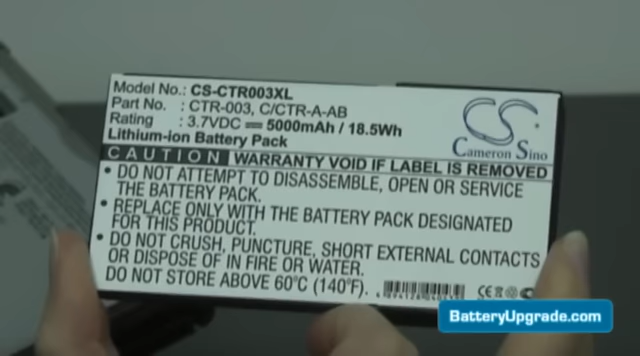 Model No.: CS-CTR003XL
Part No. : CTR-003, C/CTR-A-AB
Rating : 3.7VDC ⎓ 5000mAh / 18.5Wh
Lithium-ion Battery Pack
CS
Cameron Sino
CAUTION WARRANTY VOID IF LABEL IS REMOVED
• DO NOT ATTEMPT TO DISASSEMBLE, OPEN OR SERVICE
THE BATTERY PACK.
• REPLACE ONLY WITH THE BATTERY PACK DESIGNATED
FOR THIS PRODUCT.
• DO NOT CRUSH, PUNCTURE, SHORT EXTERNAL CONTACTS
OR DISPOSE OF IN FIRE OR WATER.
DO NOT STORE ABOVE 60°C (140°F).
CE
BatteryUpgrade.com